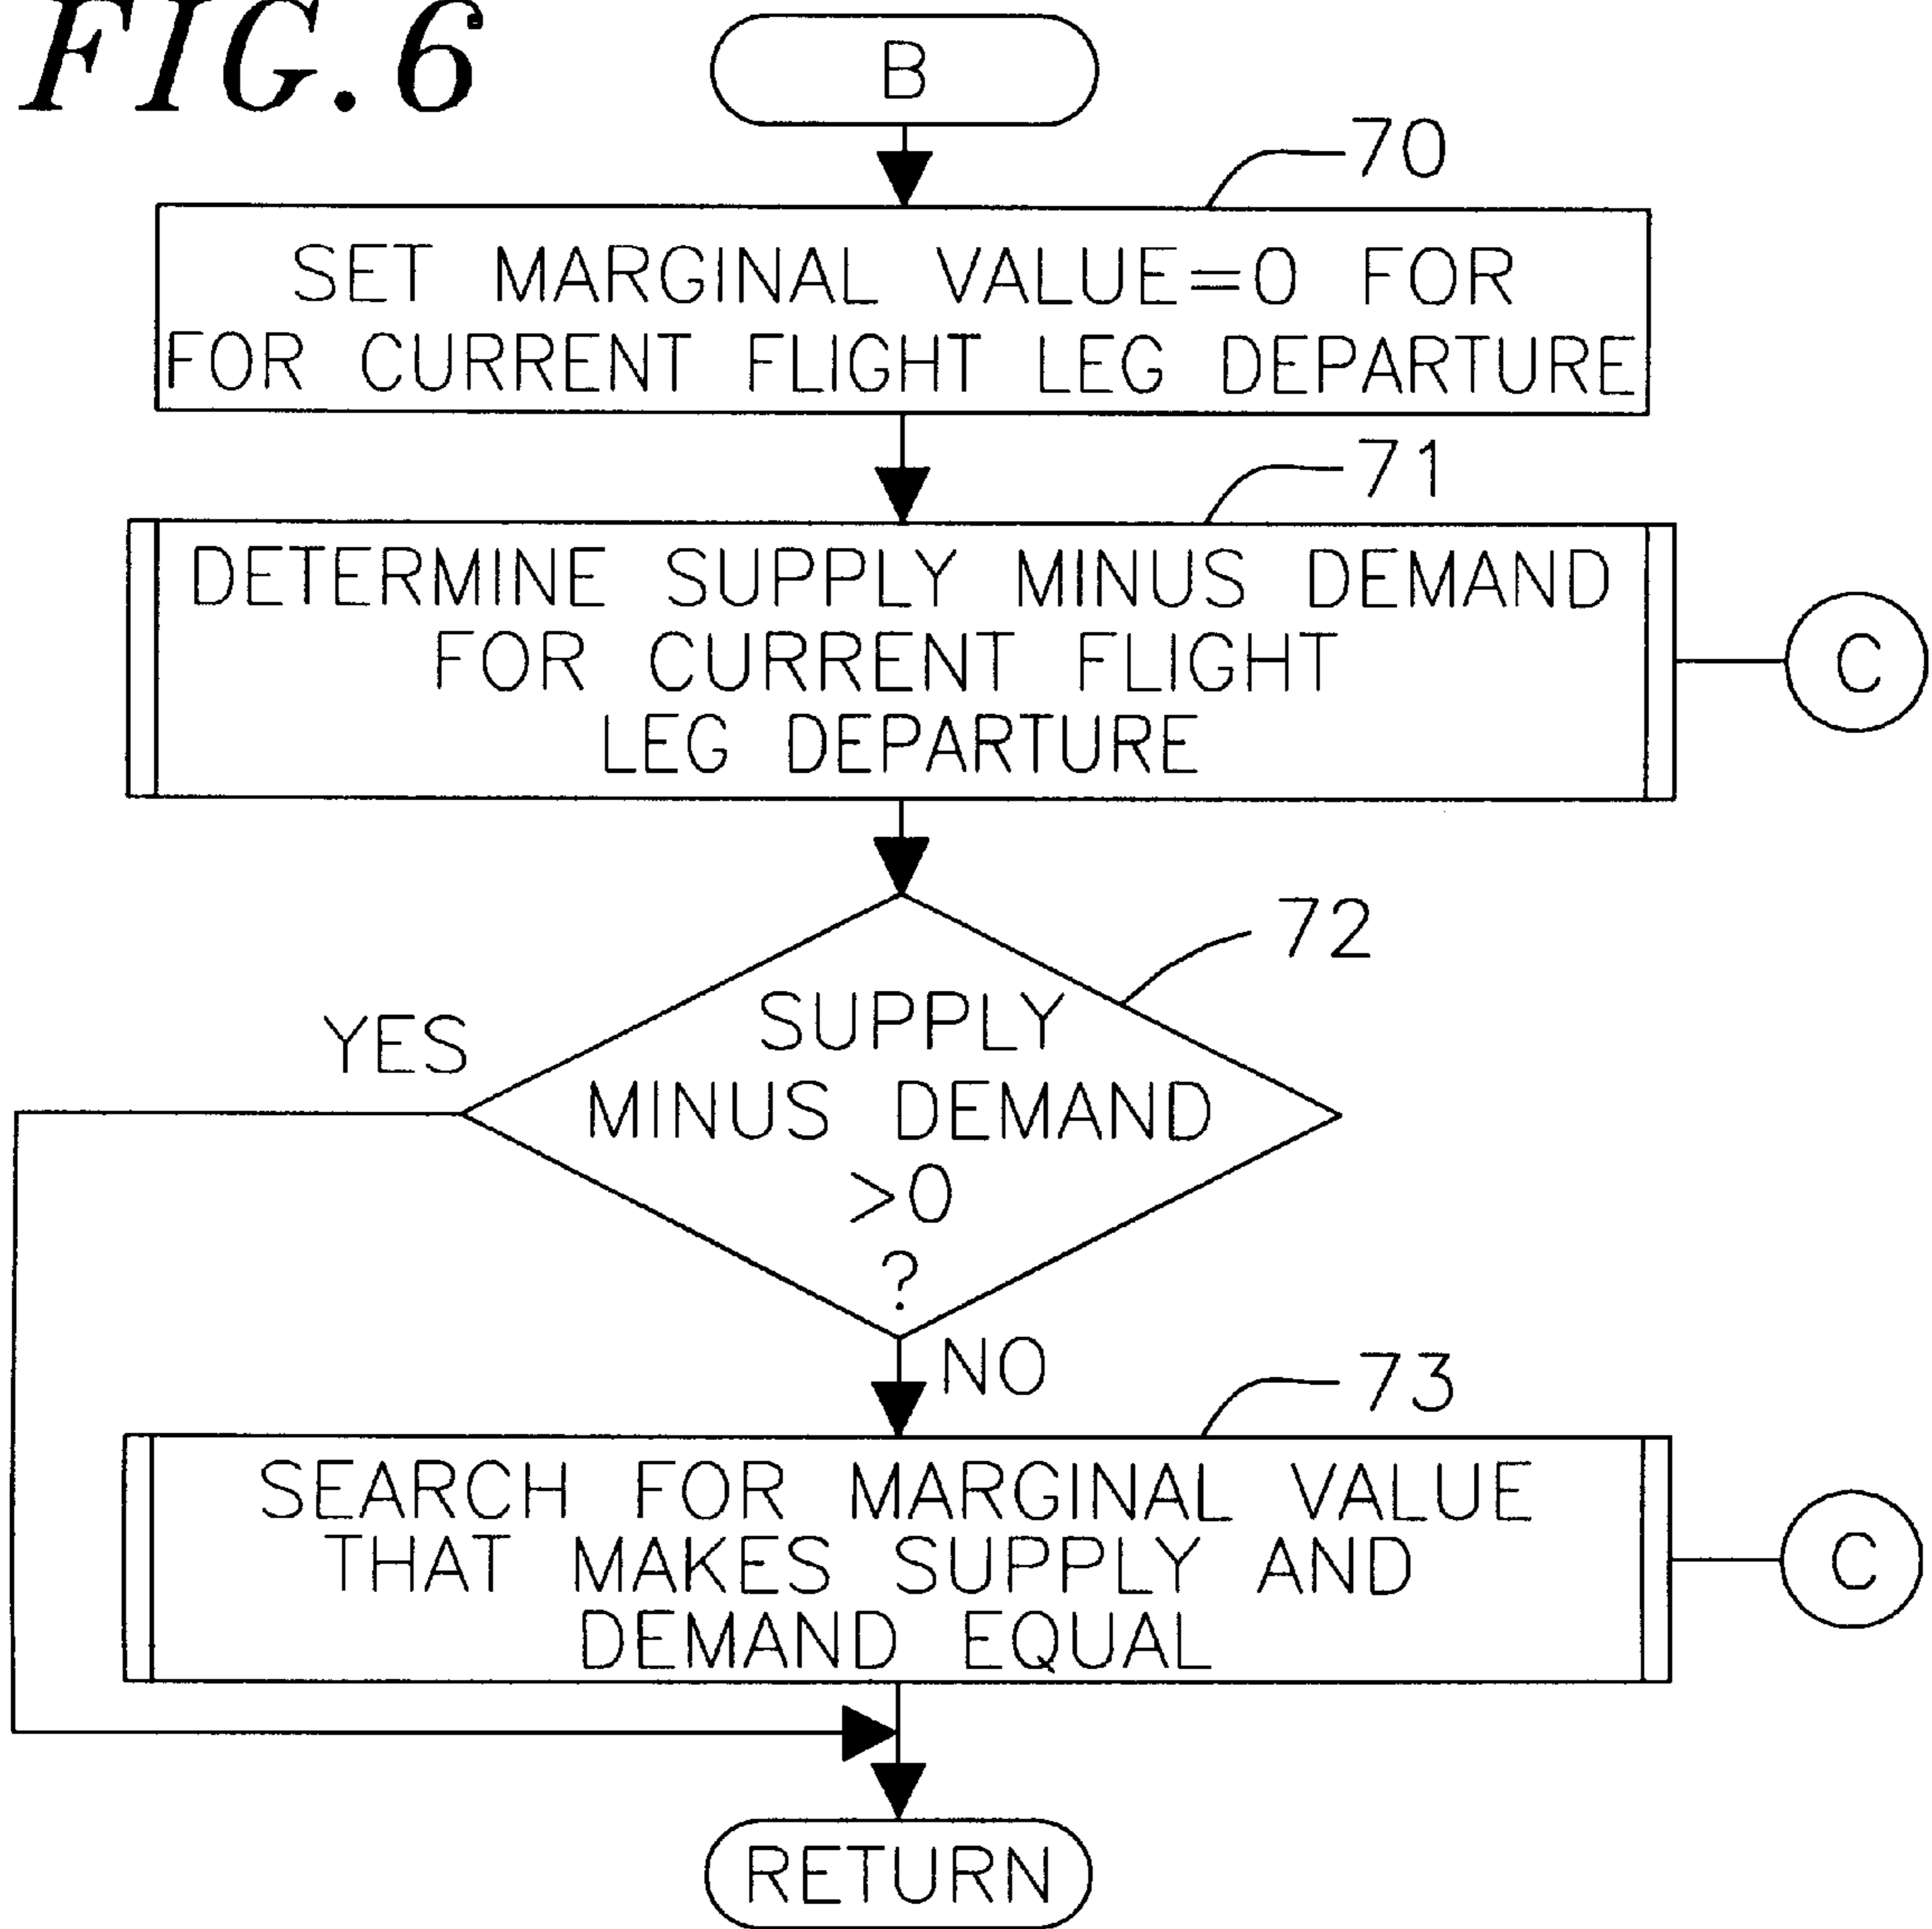 FIG. 6
B
70
SET MARGINAL VALUE=0 FOR
FOR CURRENT FLIGHT LEG DEPARTURE
71
DETERMINE SUPPLY MINUS DEMAND
FOR CURRENT FLIGHT
LEG DEPARTURE
C
72
YES
SUPPLY
MINUS DEMAND
>0
?
NO
73
SEARCH FOR MARGINAL VALUE
THAT MAKES SUPPLY AND
DEMAND EQUAL
C
RETURN